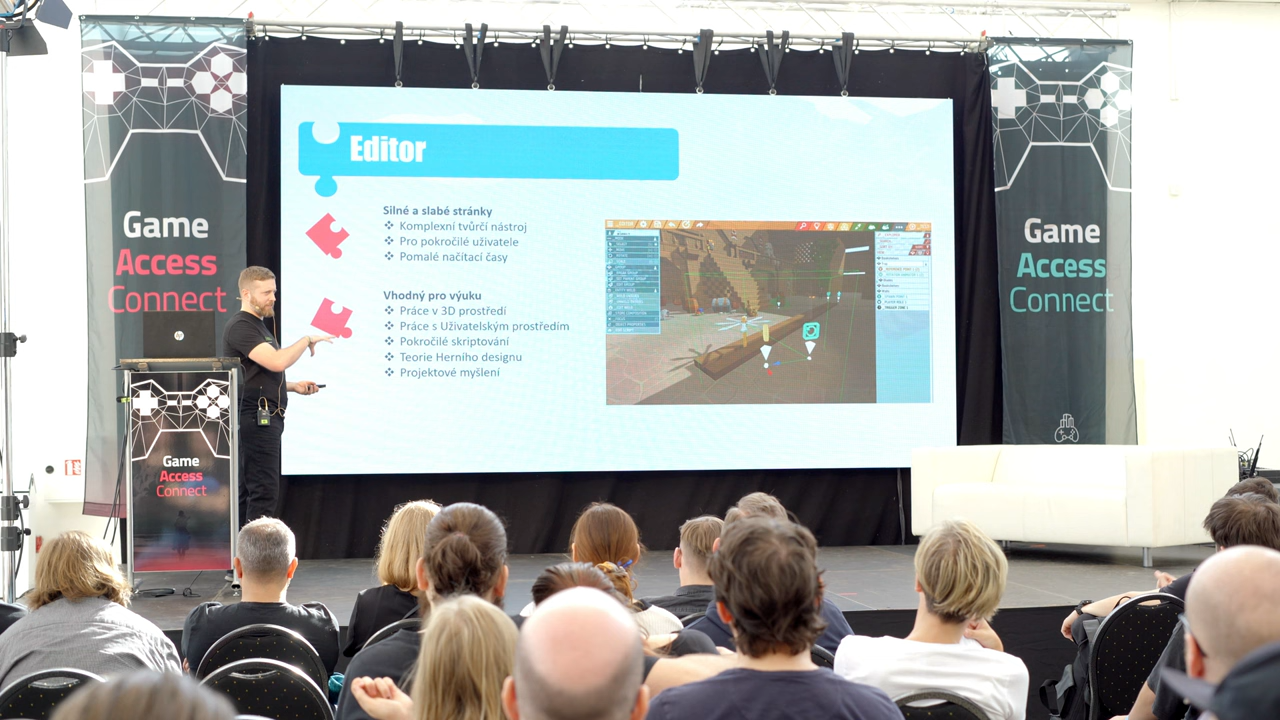 Game
Access
Connect
Editor
Silné a slabé stránky
❖ Komplexní tvůrčí nástroj
❖ Pro pokročilé uživatele
❖ Pomalé načítací časy
Vhodný pro výuku
❖ Práce v 3D prostředí
❖ Práce s Uživatelským prostředím
❖ Pokročilé skriptování
❖ Teorie Herního designu
❖ Projektové myšlení
Game
Access
Connect
Game
Access
Connect